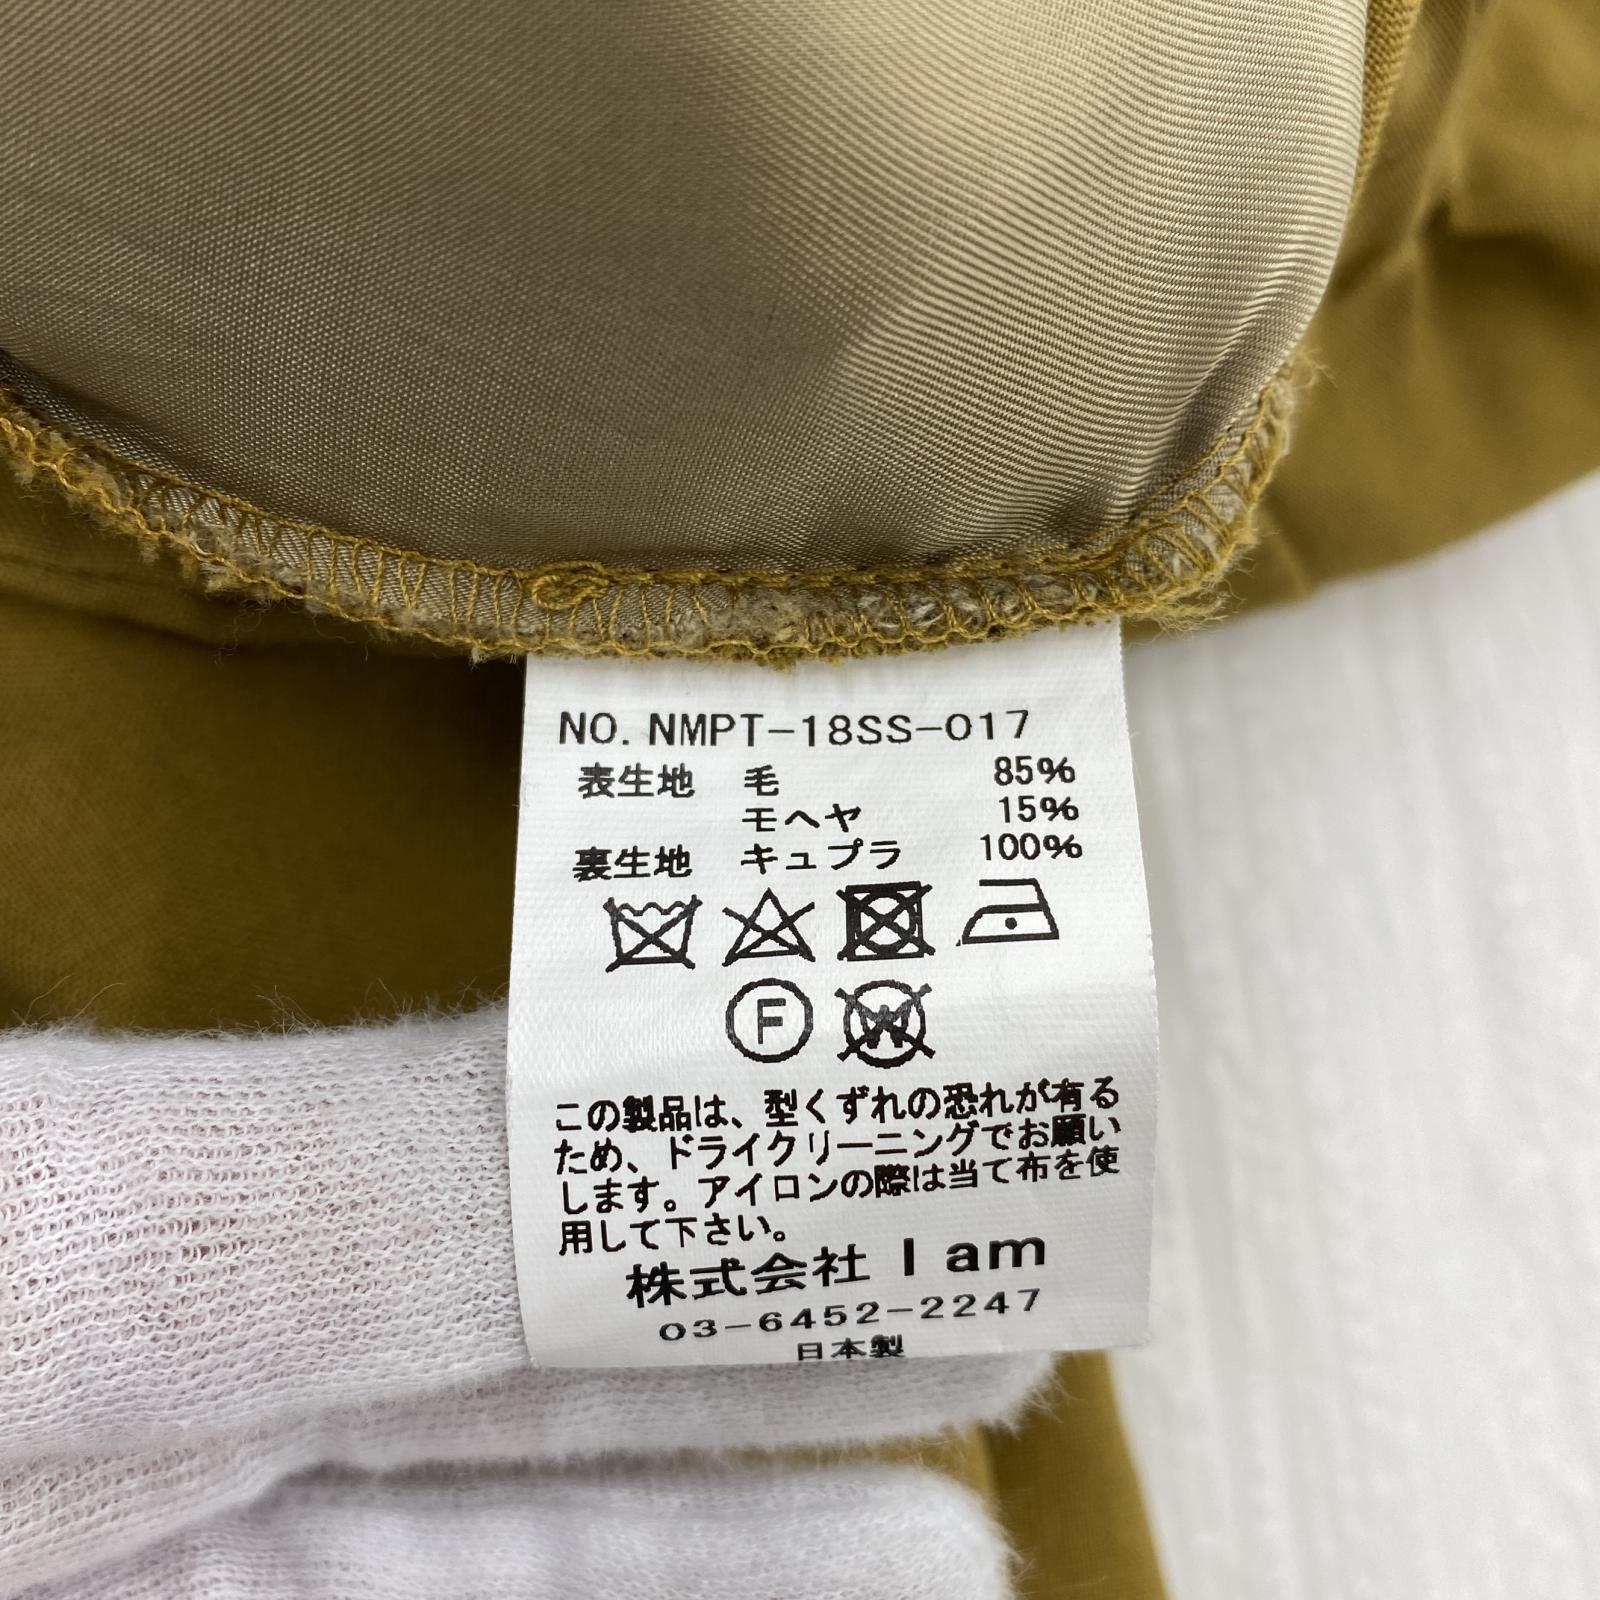 NO. NMPT-18SS-017
表生地 毛 85%
モヘヤ 15%
裏生地 キュプラ 100%
F W
この製品は、型くずれの恐れが有る
ため、ドライクリーニングでお願い
します。アイロンの際は当て布を使
用して下さい。
株式会社 I am
03-6452-2247
日本製